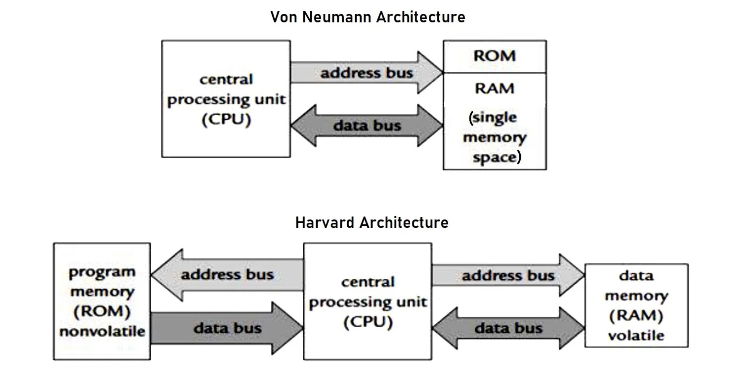 Von Neumann Architecture
central
processing unit
(CPU)
address bus
data bus
ROM
RAM
(single
memory
space)
Harvard Architecture
program
memory
(ROM)
nonvolatile
address bus
data bus
central
processing unit
(CPU)
address bus
data bus
data
memory
(RAM)
volatile